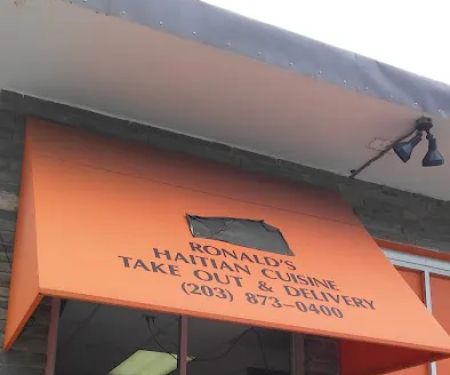 RONALD'S
HAITIAN CUISINE
TAKE OUT & DELIVERY
(203) 873-0400